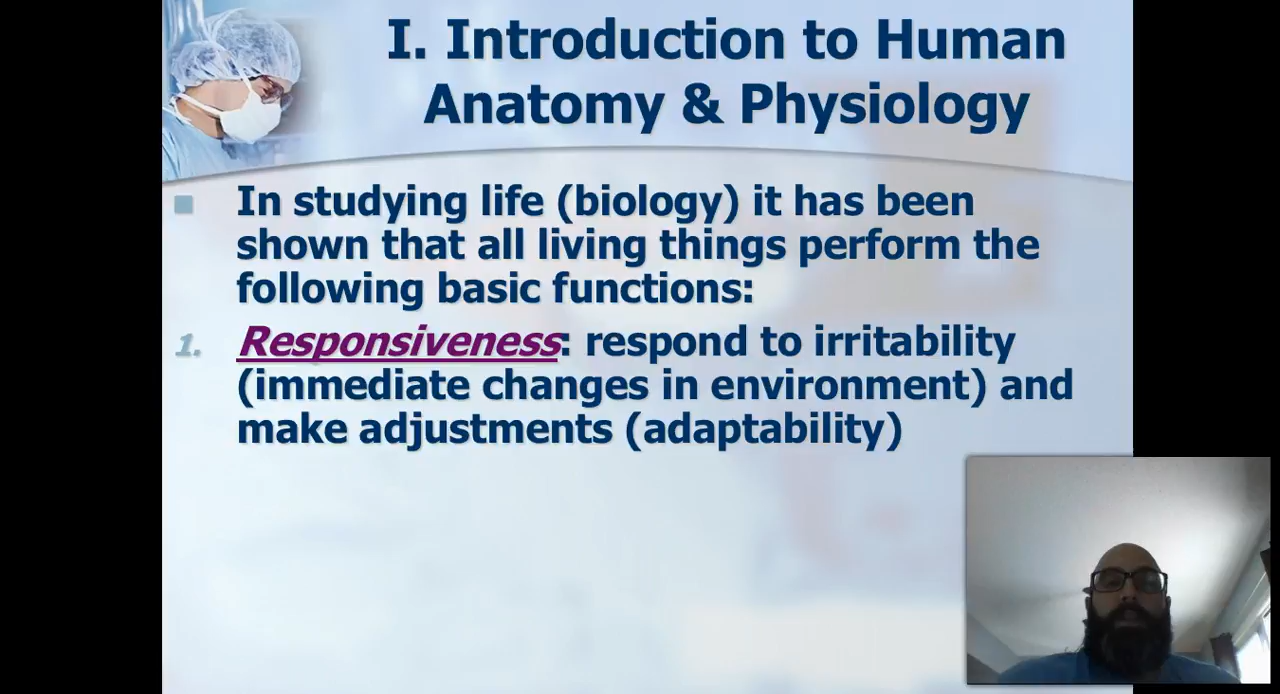 I. Introduction to Human
Anatomy & Physiology
In studying life (biology) it has been
shown that all living things perform the
following basic functions:
1. Responsiveness: respond to irritability
(immediate changes in environment) and
make adjustments (adaptability)